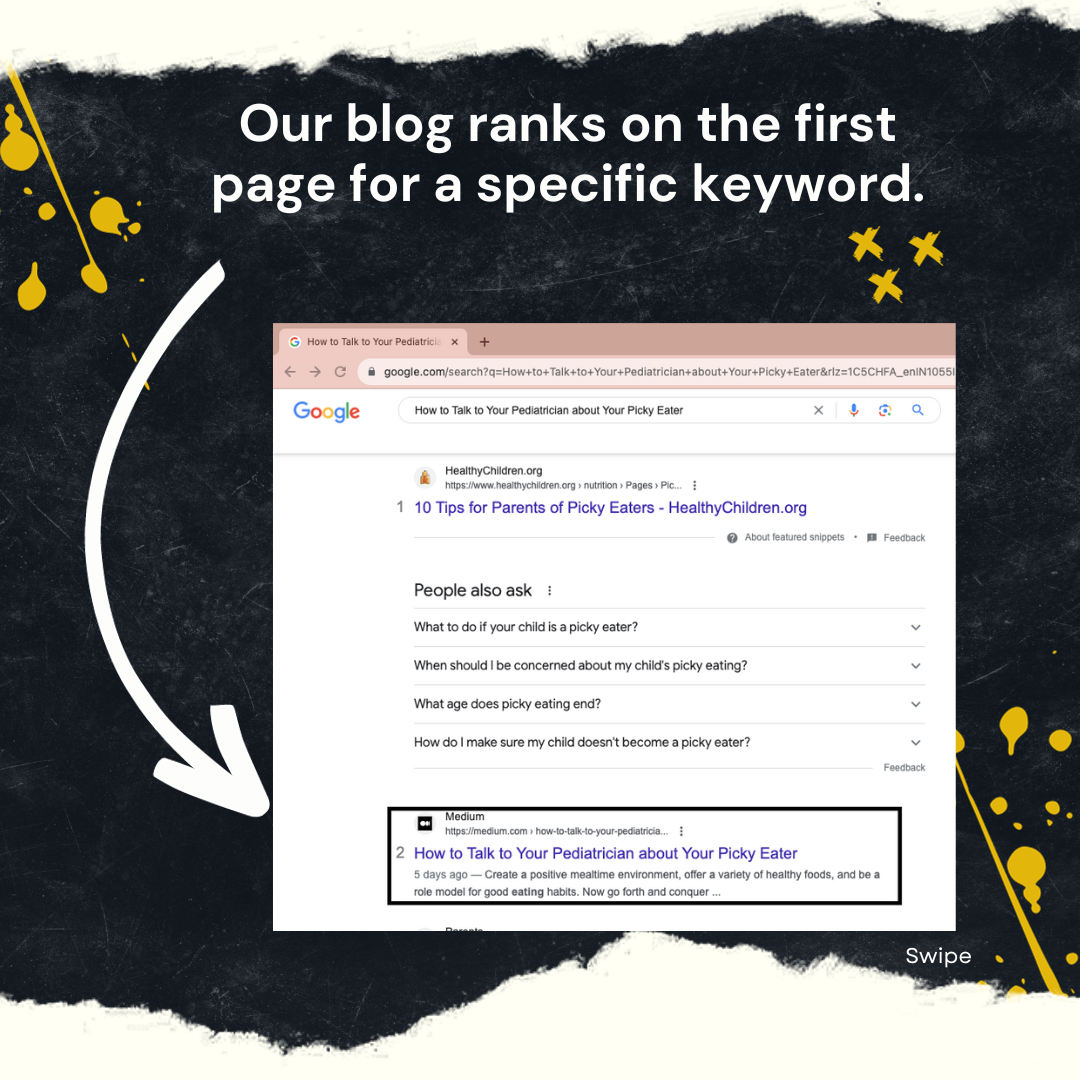 Our blog ranks on the first
page for a specific keyword.
How to Talk to Your Pediatricia
google.com/search?q=How+to+Talk+to+Your+Pediatrician+about+Your+Picky+Eater&rlz=1C5CHFA_enIN1055I
Google
How to Talk to Your Pediatrician about Your Picky Eater
HealthyChildren.org
https://www.healthychildren.org › nutrition › Pages › Pic...
1 10 Tips for Parents of Picky Eaters - HealthyChildren.org
About featured snippets • Feedback
People also ask
What to do if your child is a picky eater?
When should I be concerned about my child's picky eating?
What age does picky eating end?
How do I make sure my child doesn't become a picky eater?
Feedback
Medium
https://medium.com › how-to-talk-to-your-pediatricia...
2 How to Talk to Your Pediatrician about Your Picky Eater
5 days ago — Create a positive mealtime environment, offer a variety of healthy foods, and be a
role model for good eating habits. Now go forth and conquer ...
Swipe